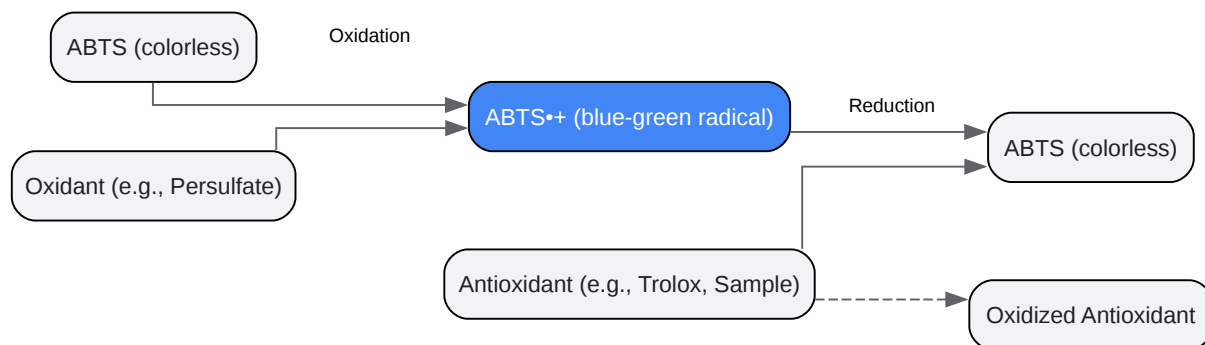 ABTS (colorless)
Oxidation
ABTS•+ (blue-green radical)
Reduction
ABTS (colorless)
Oxidant (e.g., Persulfate)
Antioxidant (e.g., Trolox, Sample)
Oxidized Antioxidant